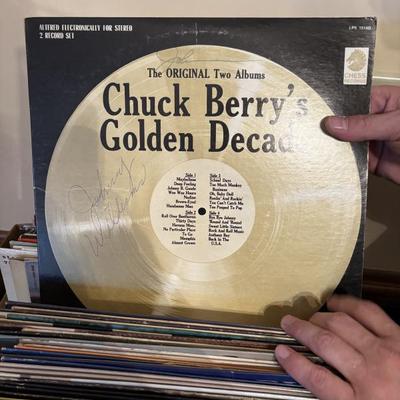 ALTERED ELECTRONICALLY FOR STEREO
2 RECORD SET
CHESS
The ORIGINAL Two Albums
Chuck Berry's
Golden Decad
Side 1
Maybellene
Deep Feeling
Johnny B. Goode
Wee Wee Hours
Nadine
Brown-Eyed
Handsome Man
Side 2
Roll Over Beethoven
Thirty Days
Havana Moon
No Particular Place
To Go
Memphis
Almost Grown
Side 3
School Days
Too Much Monkey
Business
Oh, Baby Doll
Reelin' And Rockin'
You Can't Catch Me
Too Pooped To Pop
Side 4
Bye Bye Johnny
'Round And 'Round
Sweet Little Sixteen
Rock And Roll Music
Anthony Boy
Back In The
U.S.A.